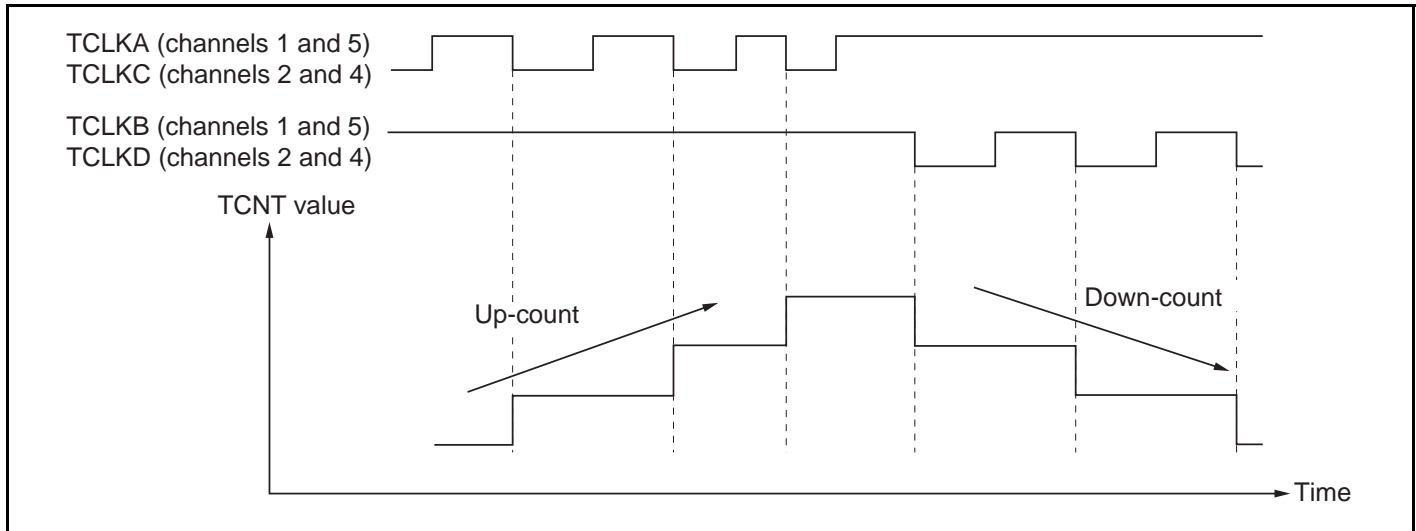 TCLKA (channels 1 and 5)
TCLKC (channels 2 and 4)
TCLKB (channels 1 and 5)
TCLKD (channels 2 and 4)
TCNT value
Up-count
Down-count
Time